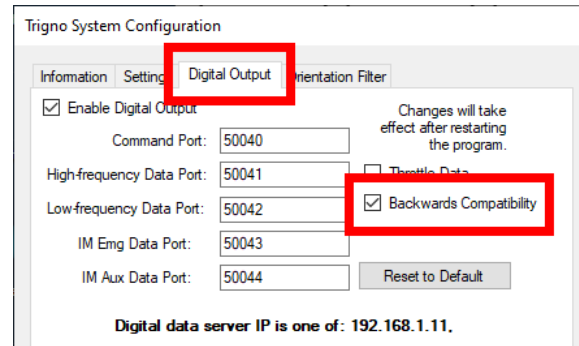 Trigno System Configuration
Information Setting Digital Output Orientation Filter
Enable Digital Output
Changes will take
effect after restarting
the program.
Command Port: 50040
High-frequency Data Port: 50041
Throttle Data
Low-frequency Data Port: 50042
Backwards Compatibility
IM Emg Data Port: 50043
IM Aux Data Port: 50044
Reset to Default
Digital data server IP is one of: 192.168.1.11,